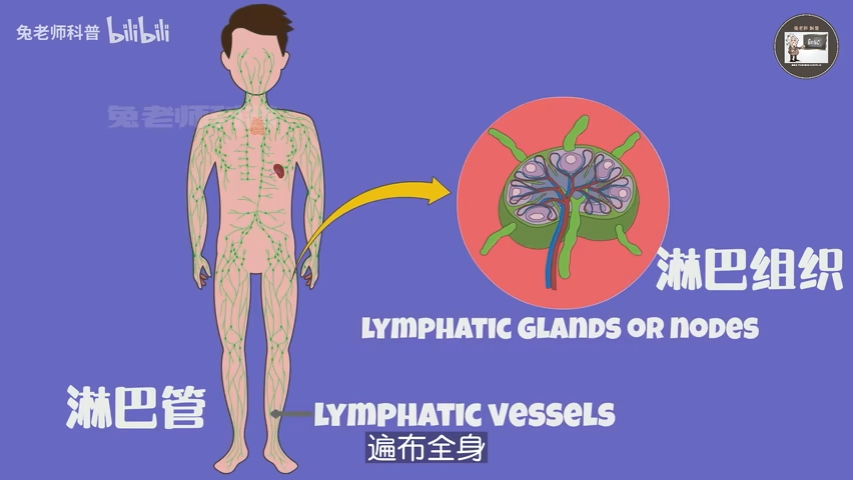 兔老师科普 bilibili
兔老师 科普
兔老师科
淋巴组织
LYMPHATIC GLANDS OR NODES
淋巴管
LYMPHATIC VESSELS
遍布全身